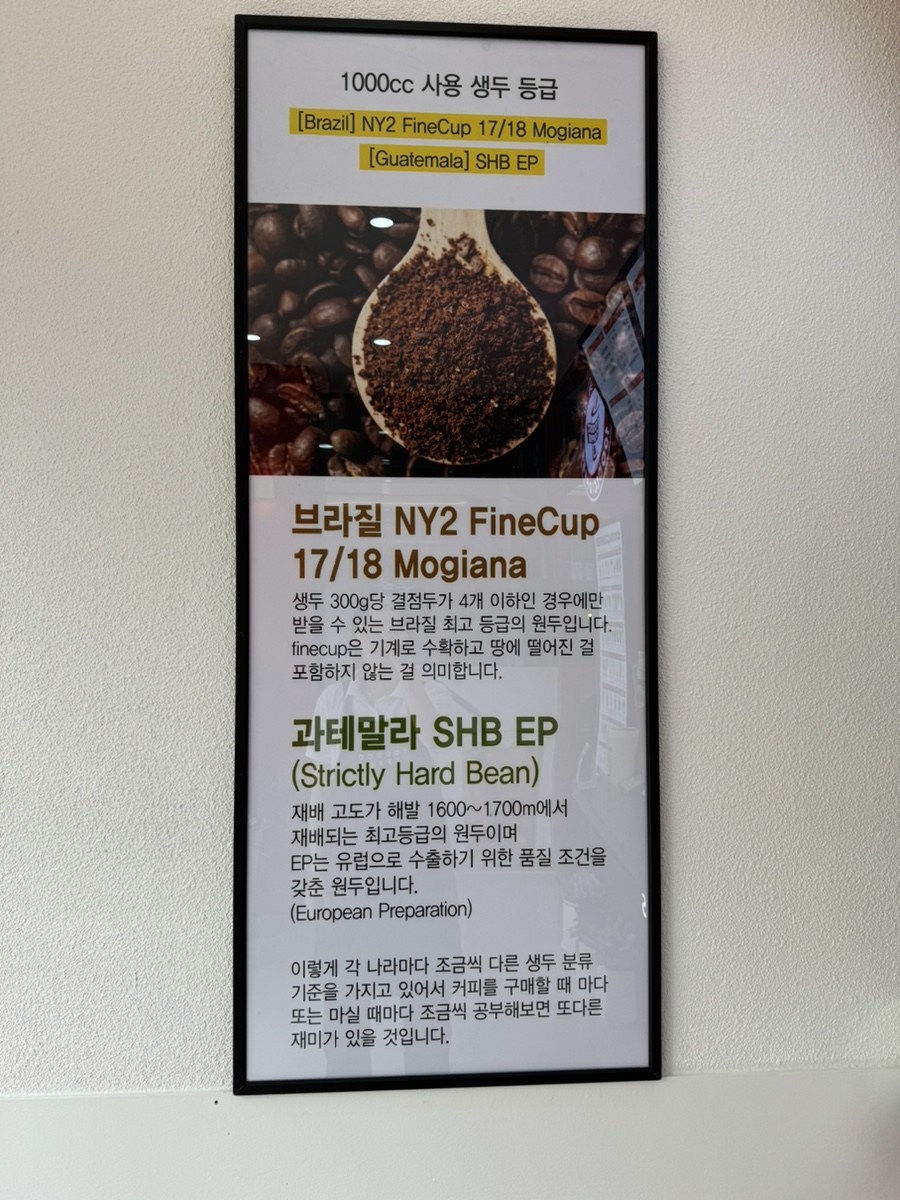 1000cc 사용 생두 등급
[Brazil] NY2 FineCup 17/18 Mogiana
[Guatemala] SHB EP
브라질 NY2 FineCup
17/18 Mogiana
생두 300g당 결점두가 4개 이하인 경우에만
받을 수 있는 브라질 최고 등급의 원두입니다.
finecup은 기계로 수확하고 땅에 떨어진 걸
포함하지 않는 걸 의미합니다.
과테말라 SHB EP
(Strictly Hard Bean)
재배 고도가 해발 1600~1700m에서
재배되는 최고등급의 원두이며
EP는 유럽으로 수출하기 위한 품질 조건을
갖춘 원두입니다.
(European Preparation)
이렇게 각 나라마다 조금씩 다른 생두 분류
기준을 가지고 있어서 커피를 구매할 때 마다
또는 마실 때마다 조금씩 공부해보면 또다른
재미가 있을 것입니다.